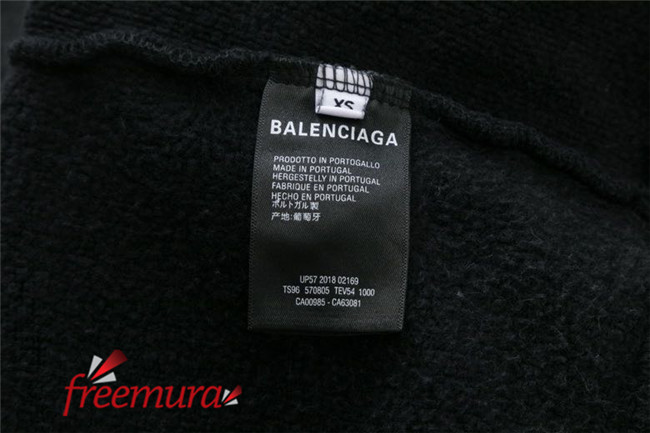 XS
BALENCIAGA
PRODOTTO IN PORTOGALLO
MADE IN PORTUGAL
HERGESTELLY IN PORTUGAL
FABRIQUE EN PORTUGAL
HECHO EN PORTUGAL
ポルトガル製
产地:葡萄牙
UP57 2018 02169
TS96 570805 TEV54 1000
CA00985 - CA63081
freemura